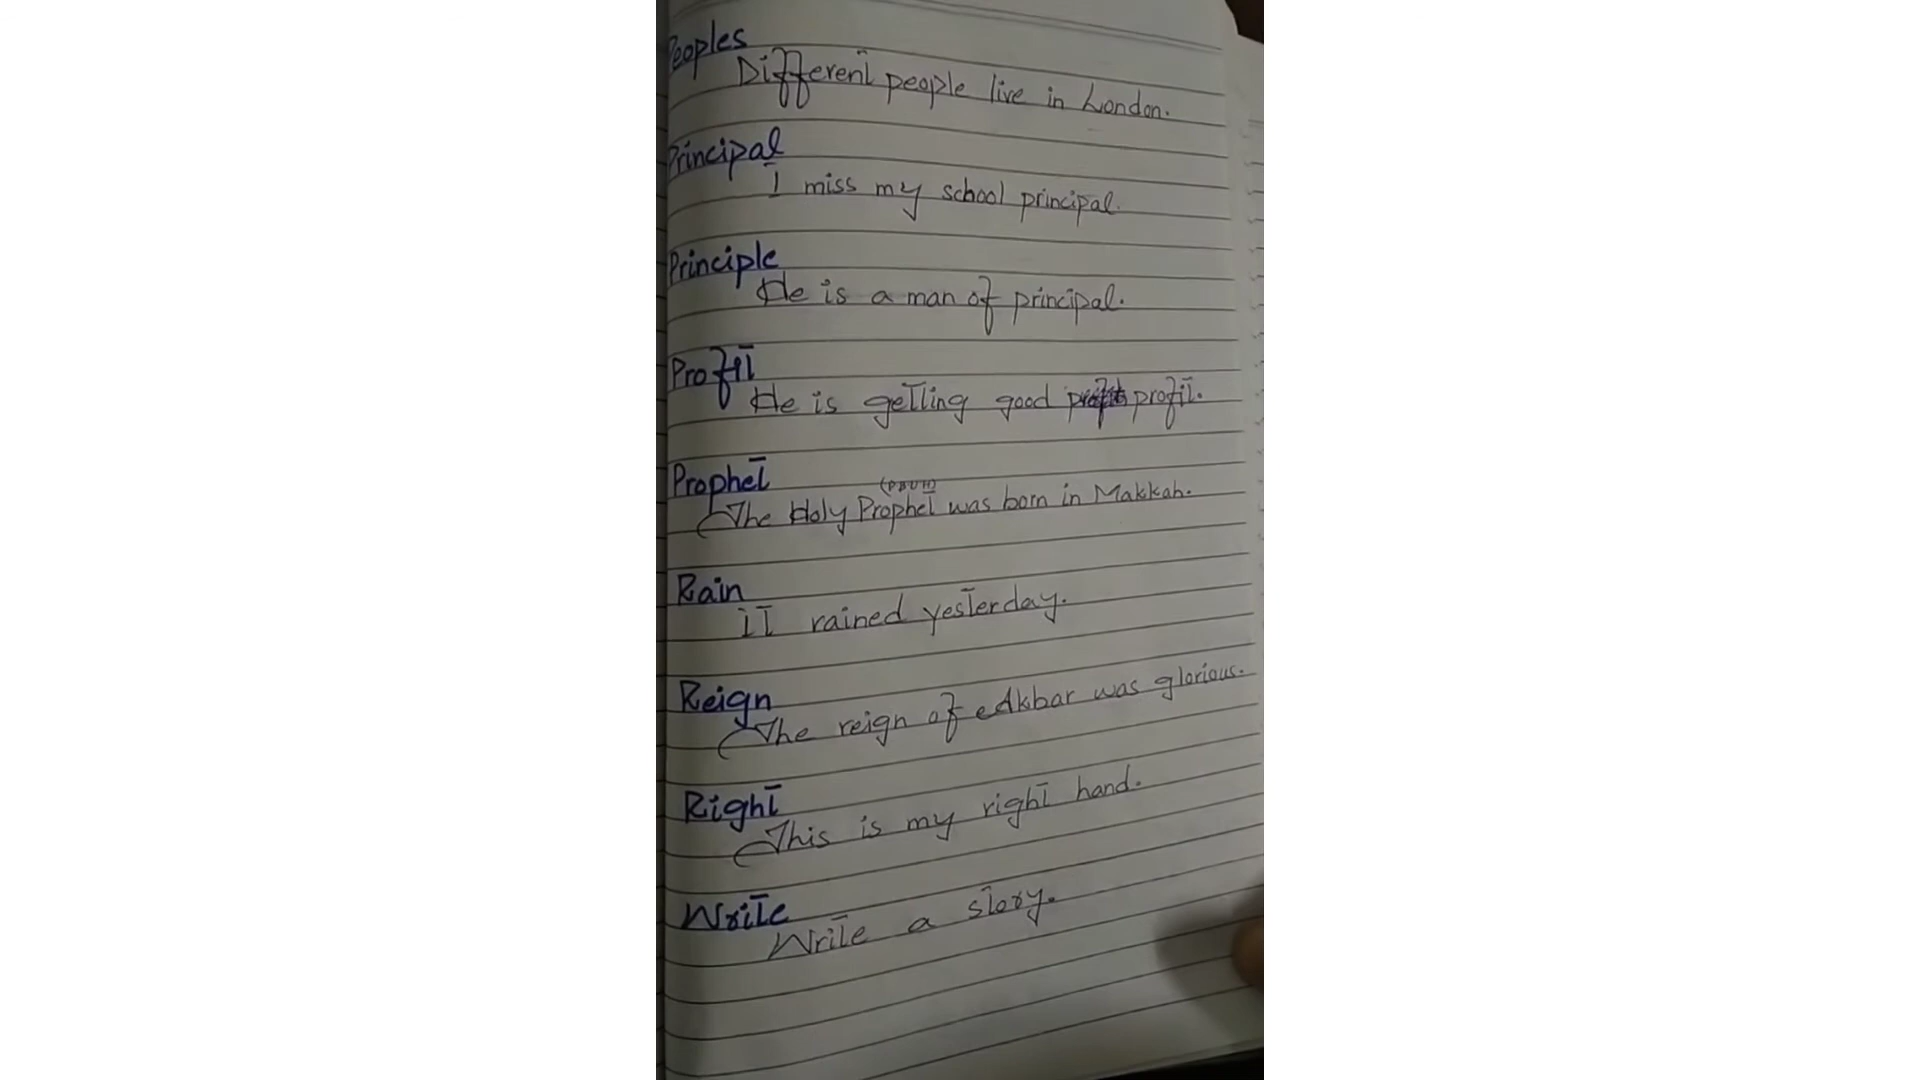 Peoples
Different people live in London.
Principal
I miss my school principal.
Principle
He is a man of principal.
Profit
He is getting good profit.
Prophet
(PBUH)
The Holy Prophet was born in Makkah.
Rain
It rained yesterday.
Reign
The reign of Akbar was glorious.
Right
This is my right hand.
Write
Write a story.